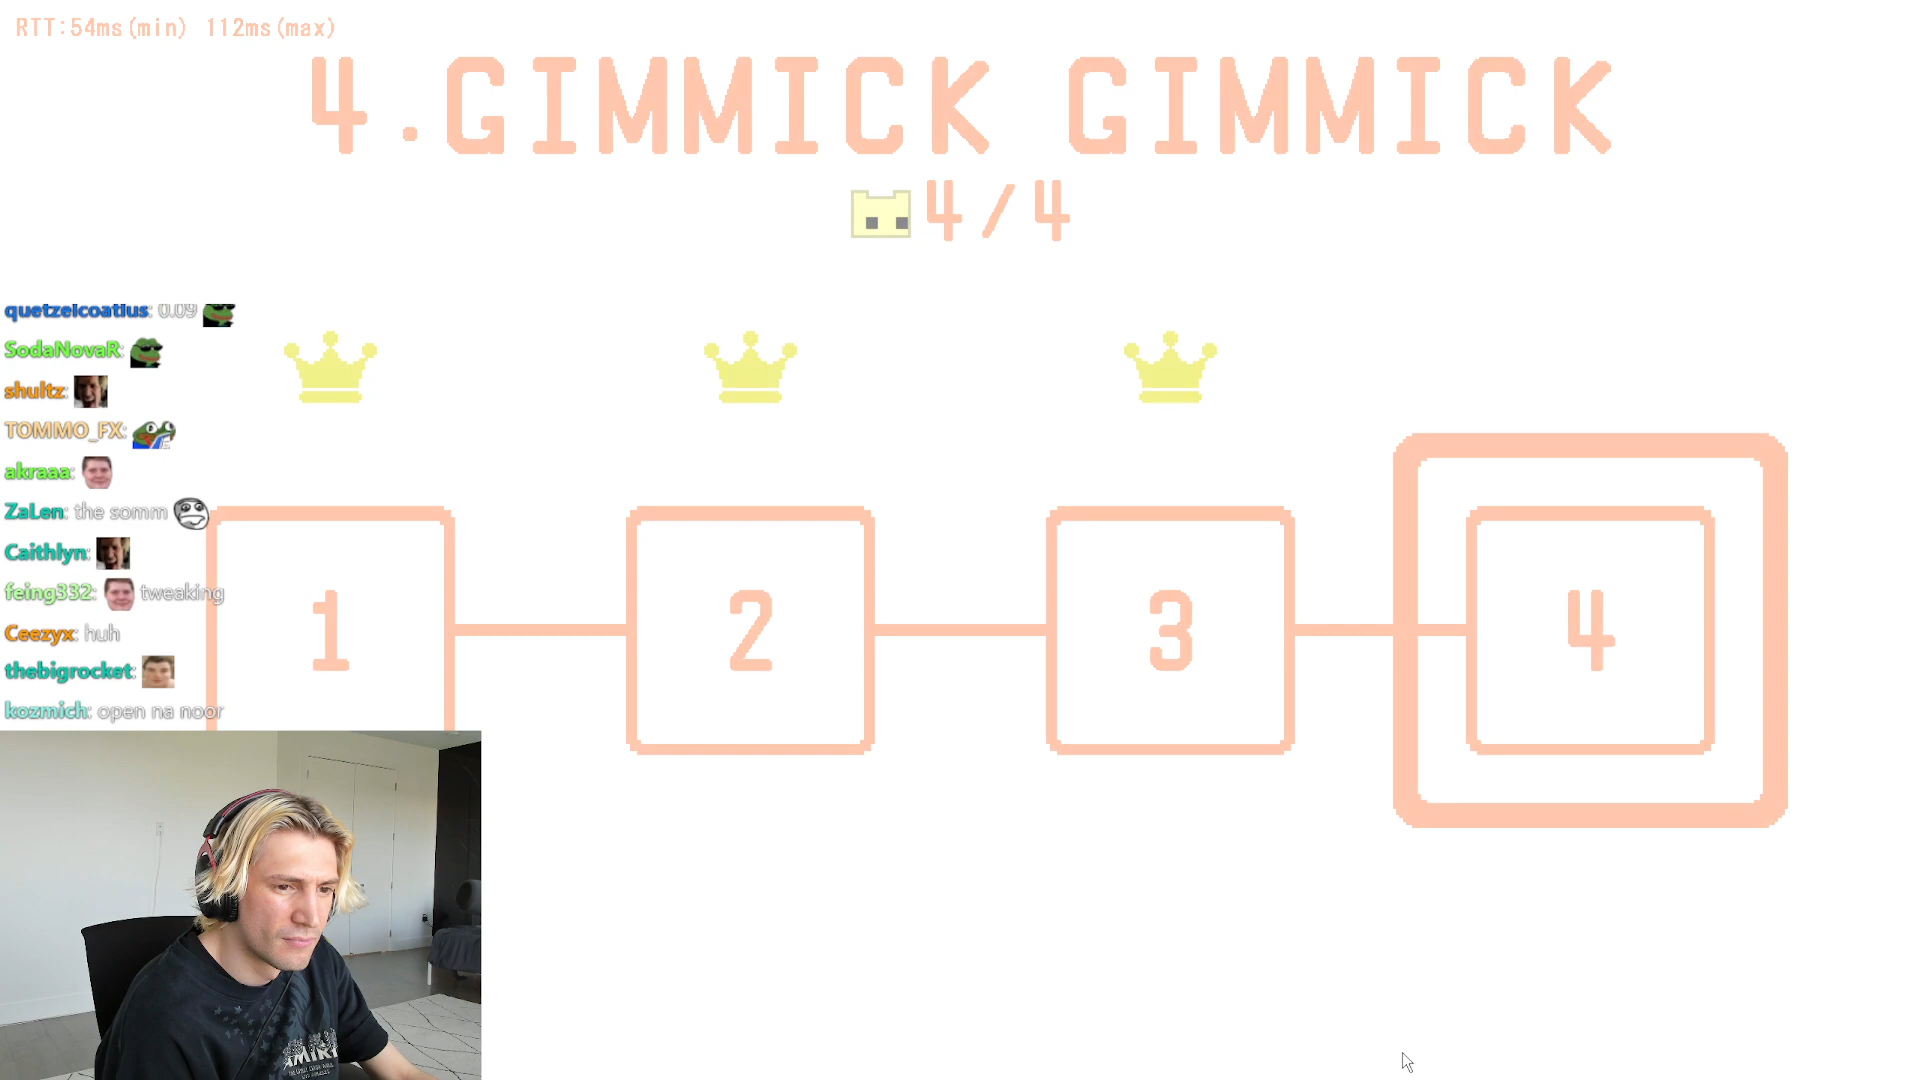 RTT:54ms(min) 112ms(max)
4.GIMMICK GIMMICK
4/4
quetzelcoatlus: 0.09
SodaNovaR:
shultz:
TOMMO_FX:
akraaa:
ZaLen: the somm
Caithlyn:
feing332: tweaking
Ceezyx: huh
thebigrocket:
kozmich: open na noor
1
2
3
4
AMIRI